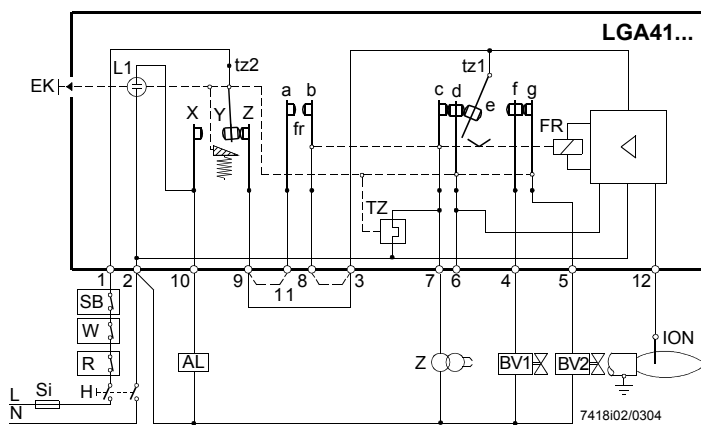 LGA41...
L1
tz2
tz1
EK
X
Y
Z
a
b
fr
c
d
e
f
g
FR
TZ
1
2
10
9
11
8
3
7
6
4
5
12
SB
W
R
AL
Z
BV1
BV2
ION
L
Si
H
N
7418i02/0304